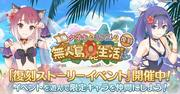 無人島生活!
『復刻ストーリーイベント』開催中!
イベントを遊んで限定キャラを仲間にしよう!